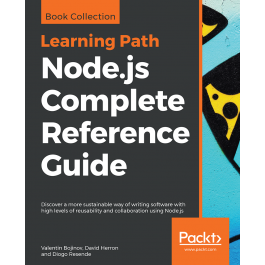 Book Collection
Learning Path
Node.js
Complete
Reference
Guide
Discover a more sustainable way of writing software with
high levels of reusability and collaboration using Node.js
Valentin Bojinov, David Herron
and Diogo Resende
Packt>
www.packt.com